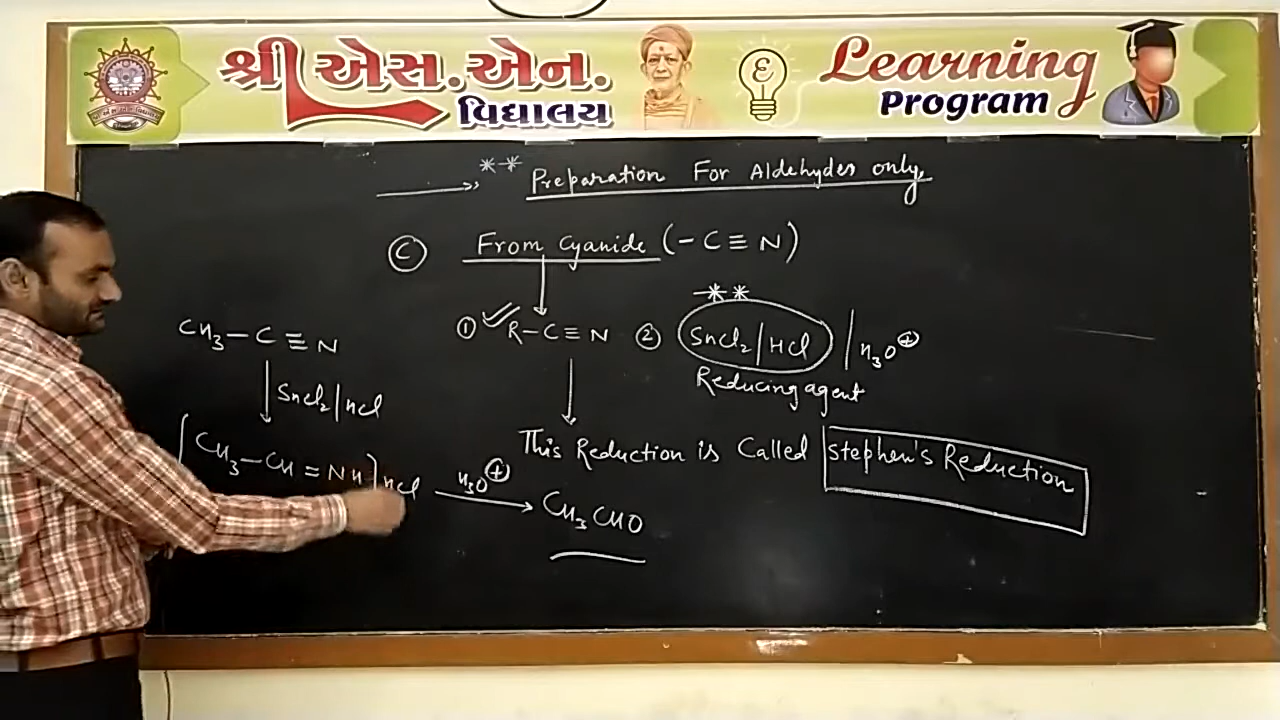 શ્રી એસ.એન.
વિદ્યાલય
Learning
Program
** Preparation For Aldehydes only,
C From Cyanide (-C≡N)
① R-C≡N ② SnCl₂/HCl / H₃O⊕
Reducing agent
CH₃-C≡N
SnCl₂/HCl
[CH₃-CH=NH]HCl H₃O⊕ CH₃CHO
This Reduction is Called Stephen's Reduction